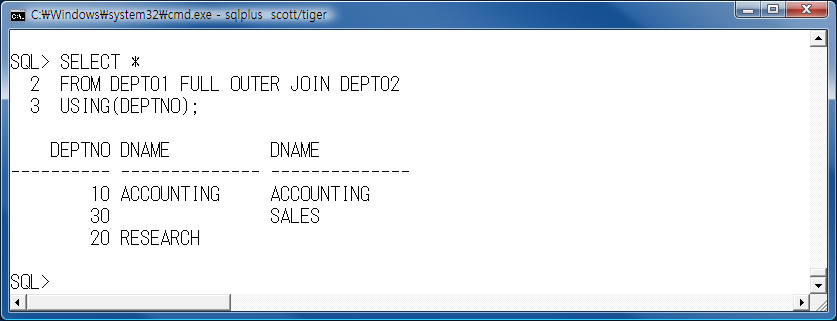 C:₩Windows₩system32₩cmd.exe - sqlplus  scott/tiger
SQL> SELECT *
  2  FROM DEPT01 FULL OUTER JOIN DEPT02
  3  USING(DEPTNO);
    DEPTNO DNAME          DNAME
---------- -------------- --------------
        10 ACCOUNTING     ACCOUNTING
        30                SALES
        20 RESEARCH
SQL>